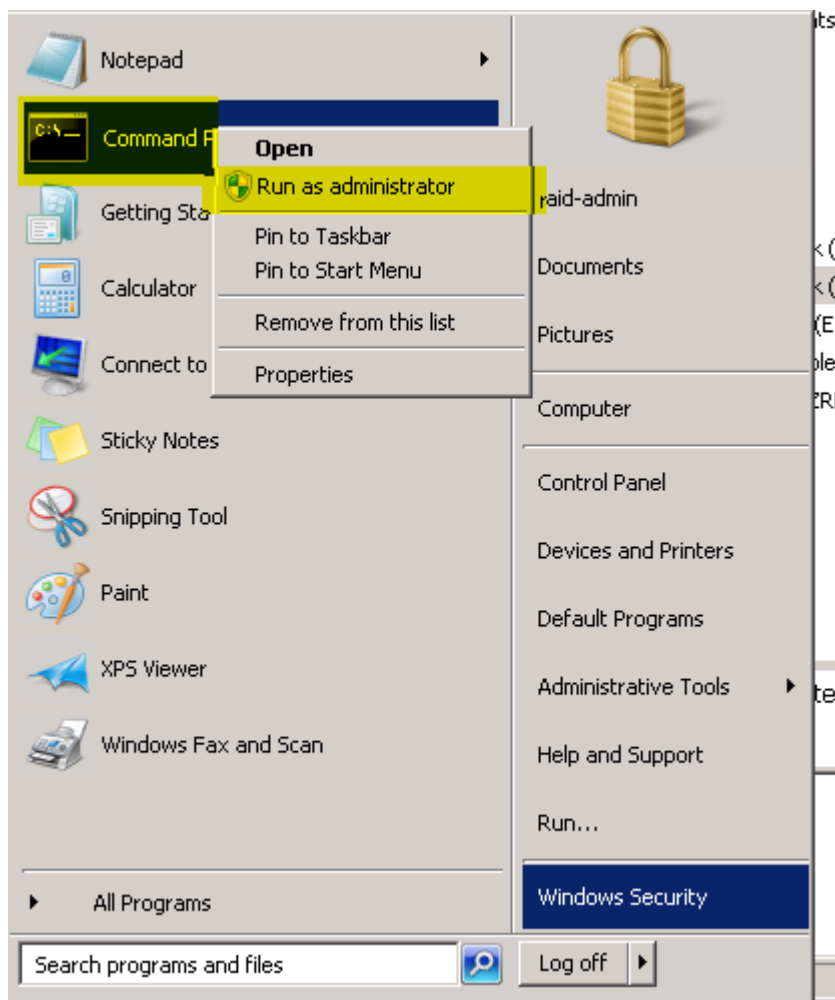 Notepad
C:\
Command P
Open
Run as administrator
Getting Sta
Pin to Taskbar
Pin to Start Menu
Calculator
Remove from this list
Connect to
Properties
Sticky Notes
Snipping Tool
Paint
XPS Viewer
Windows Fax and Scan
All Programs
Search programs and files
raid-admin
Documents
Pictures
Computer
Control Panel
Devices and Printers
Default Programs
Administrative Tools
Help and Support
Run...
Windows Security
Log off